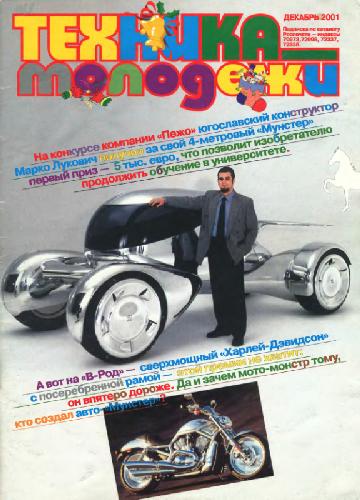 ДЕКАБРЬ 2001
ТЕХНИКА
молодежи
На конкурсе компании «Пежо» югославский конструктор
Марко Лукович получил за свой 4-метровый «Мунстер»
первый приз — 5 тыс. евро, что позволит изобретателю
продолжить обучение в университете.
А вот на «В-Род» — сверхмощный «Харлей-Дэвидсон»
с посеребренной рамой — этой премии не хватит:
он впятеро дороже. Да и зачем мото-монстр тому,
кто создал авто-«Мунстер»?